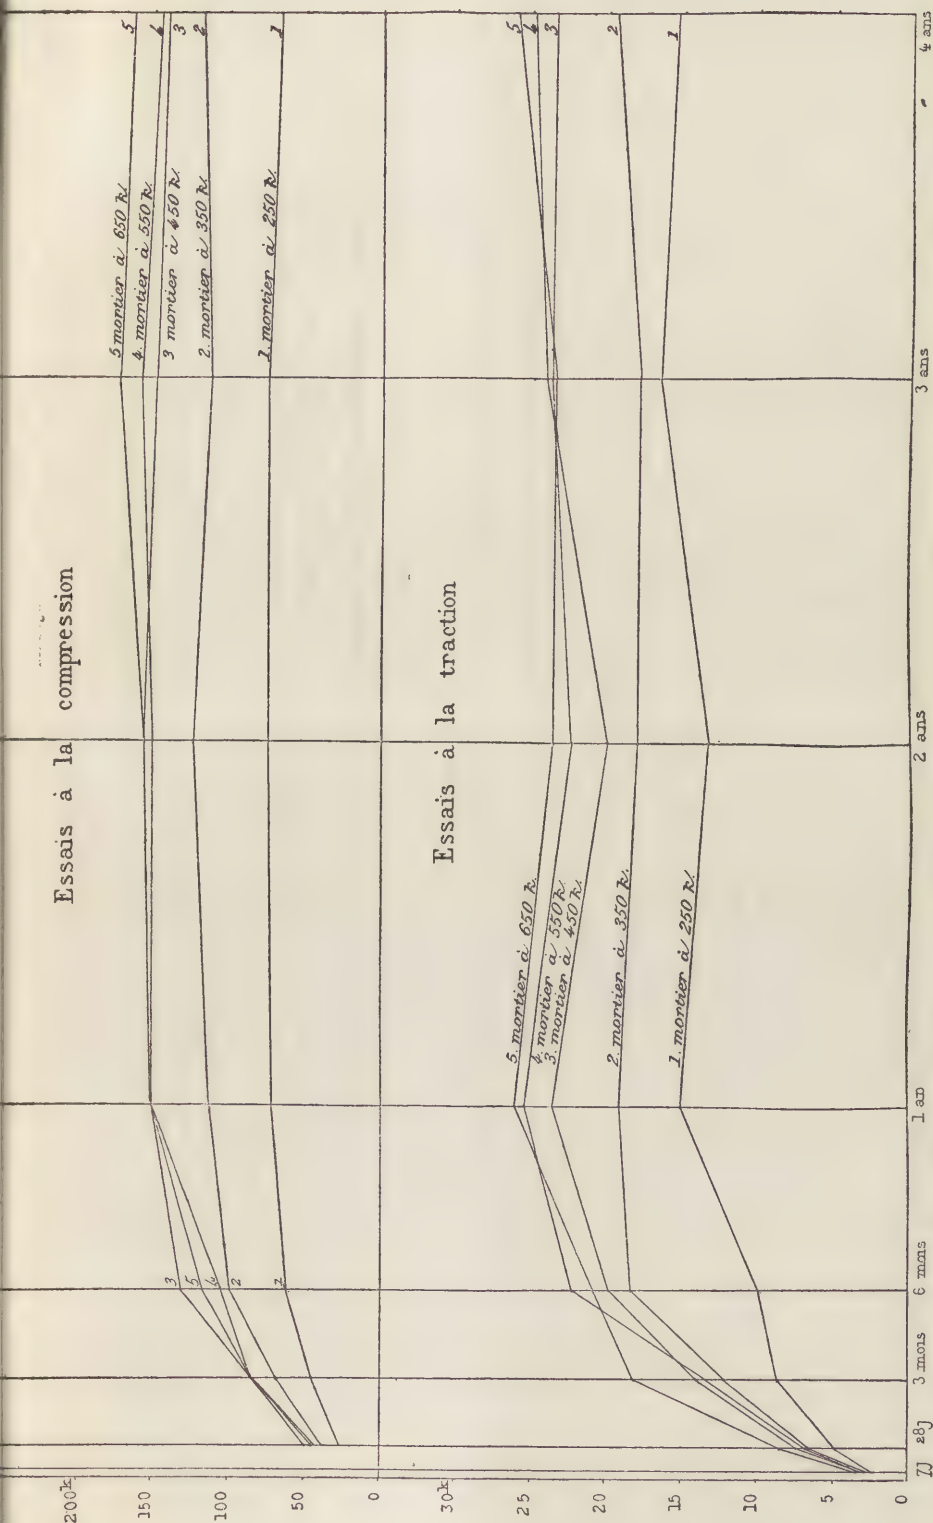 Essais à la compression
200k
150
100
50
0
5 mortier à 650 k.
4. mortier à 550 k.
3 mortier à 450 k.
2. mortier à 350 k.
1. mortier à 250 k.
5
4
3
2
1
3
5
4
2
1
Essais à la traction
30k
25
20
15
10
5
0
5. mortier à 650 k.
4. mortier à 550 k.
3. mortier à 450 k.
2. mortier à 350 k.
1. mortier à 250 k.
5
4
3
2
1
7J
28J
3 mois
6 mois
1 an
2 ans
3 ans
4 ans